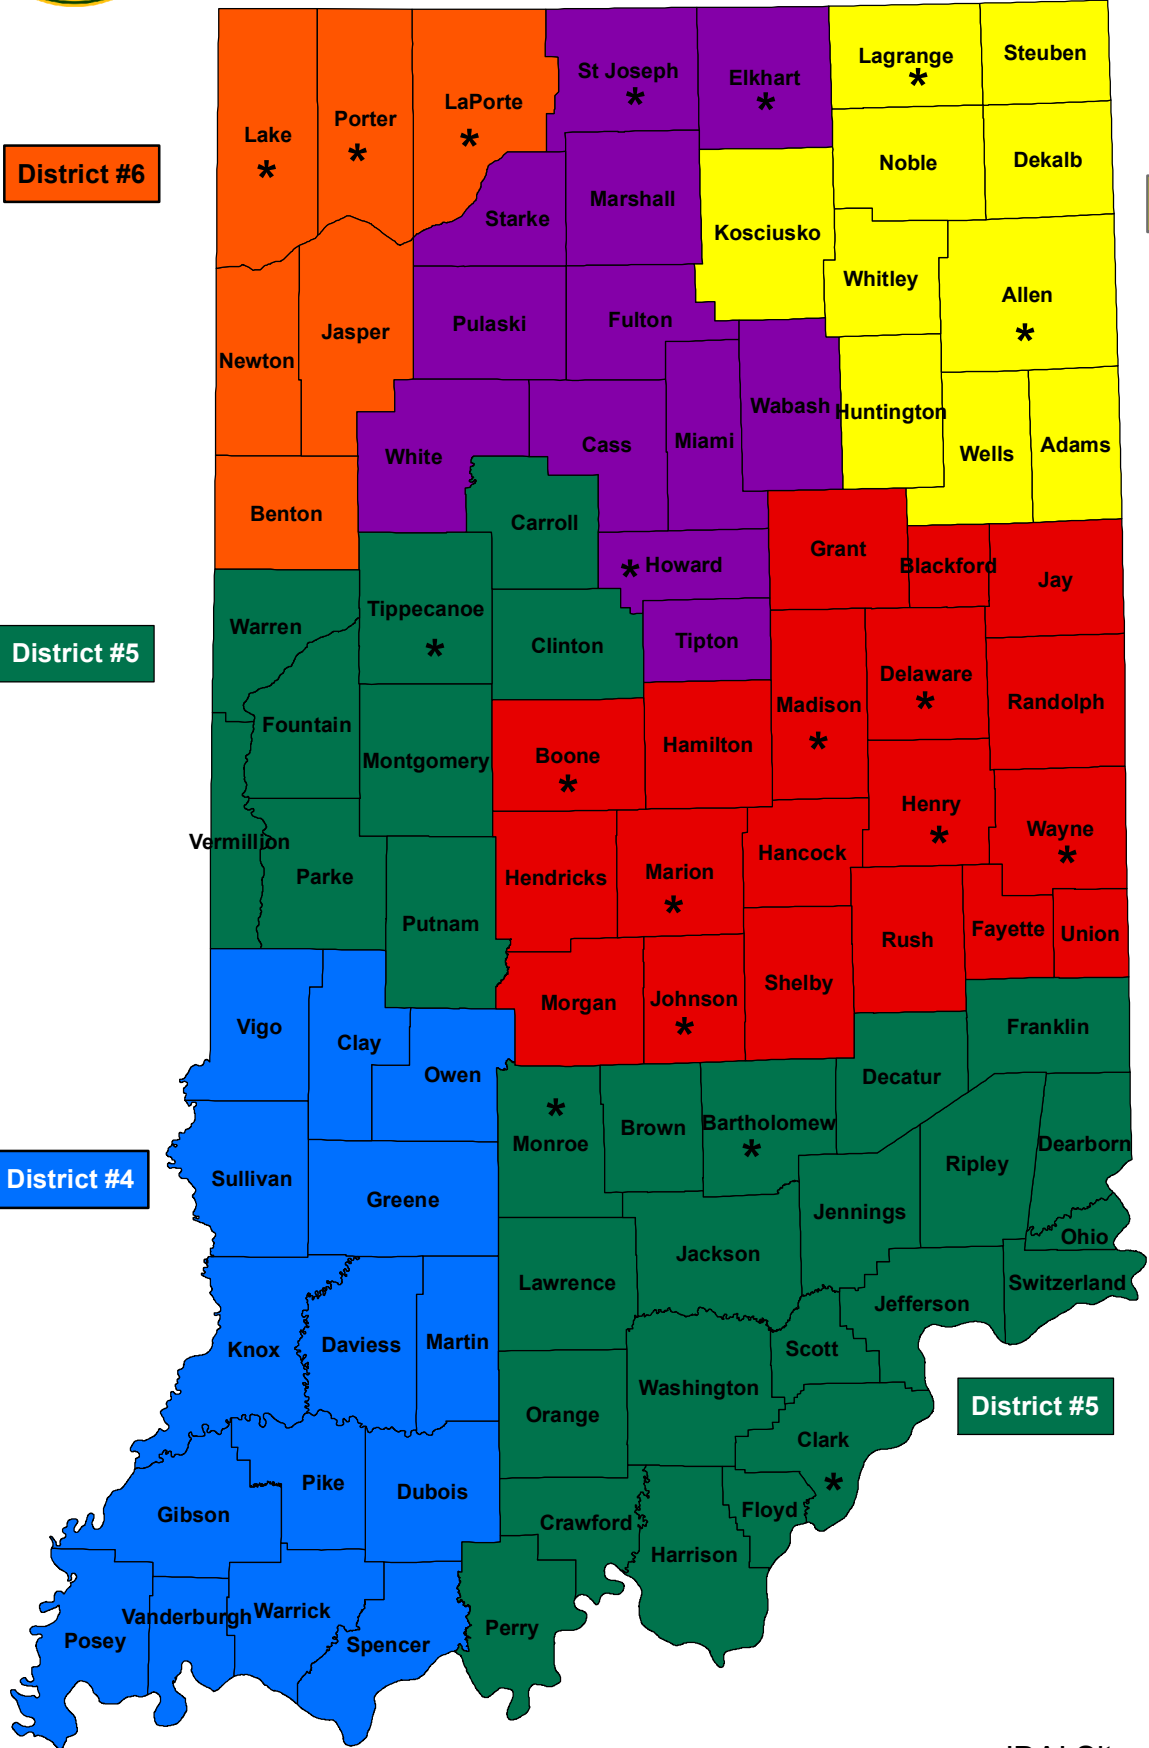 Lagrange
*
Steuben
St Joseph
*
Elkhart
*
LaPorte
*
Porter
*
Lake
*
District #6
Noble
Dekalb
Marshall
Starke
Kosciusko
Whitley
Allen
*
Pulaski
Fulton
Jasper
Newton
Wabash
Huntington
Miami
Cass
White
Wells
Adams
Benton
Carroll
Grant
* Howard
Blackford
Jay
Tippecanoe
*
Warren
District #5
Clinton
Tipton
Delaware
*
Madison
*
Randolph
Fountain
Montgomery
Boone
*
Hamilton
Henry
*
Wayne
*
Vermillion
Parke
Hendricks
Marion
*
Hancock
Putnam
Rush
Fayette
Union
Morgan
Johnson
*
Shelby
Vigo
Clay
Owen
Franklin
Decatur
*
Monroe
Brown
Bartholomew
*
Dearborn
Ripley
District #4
Sullivan
Greene
Jennings
Ohio
Jackson
Lawrence
Switzerland
Jefferson
Knox
Daviess
Martin
Scott
Washington
Orange
District #5
Clark
*
Pike
Dubois
Gibson
Crawford
Floyd
Harrison
Vanderburgh
Warrick
Posey
Spencer
Perry